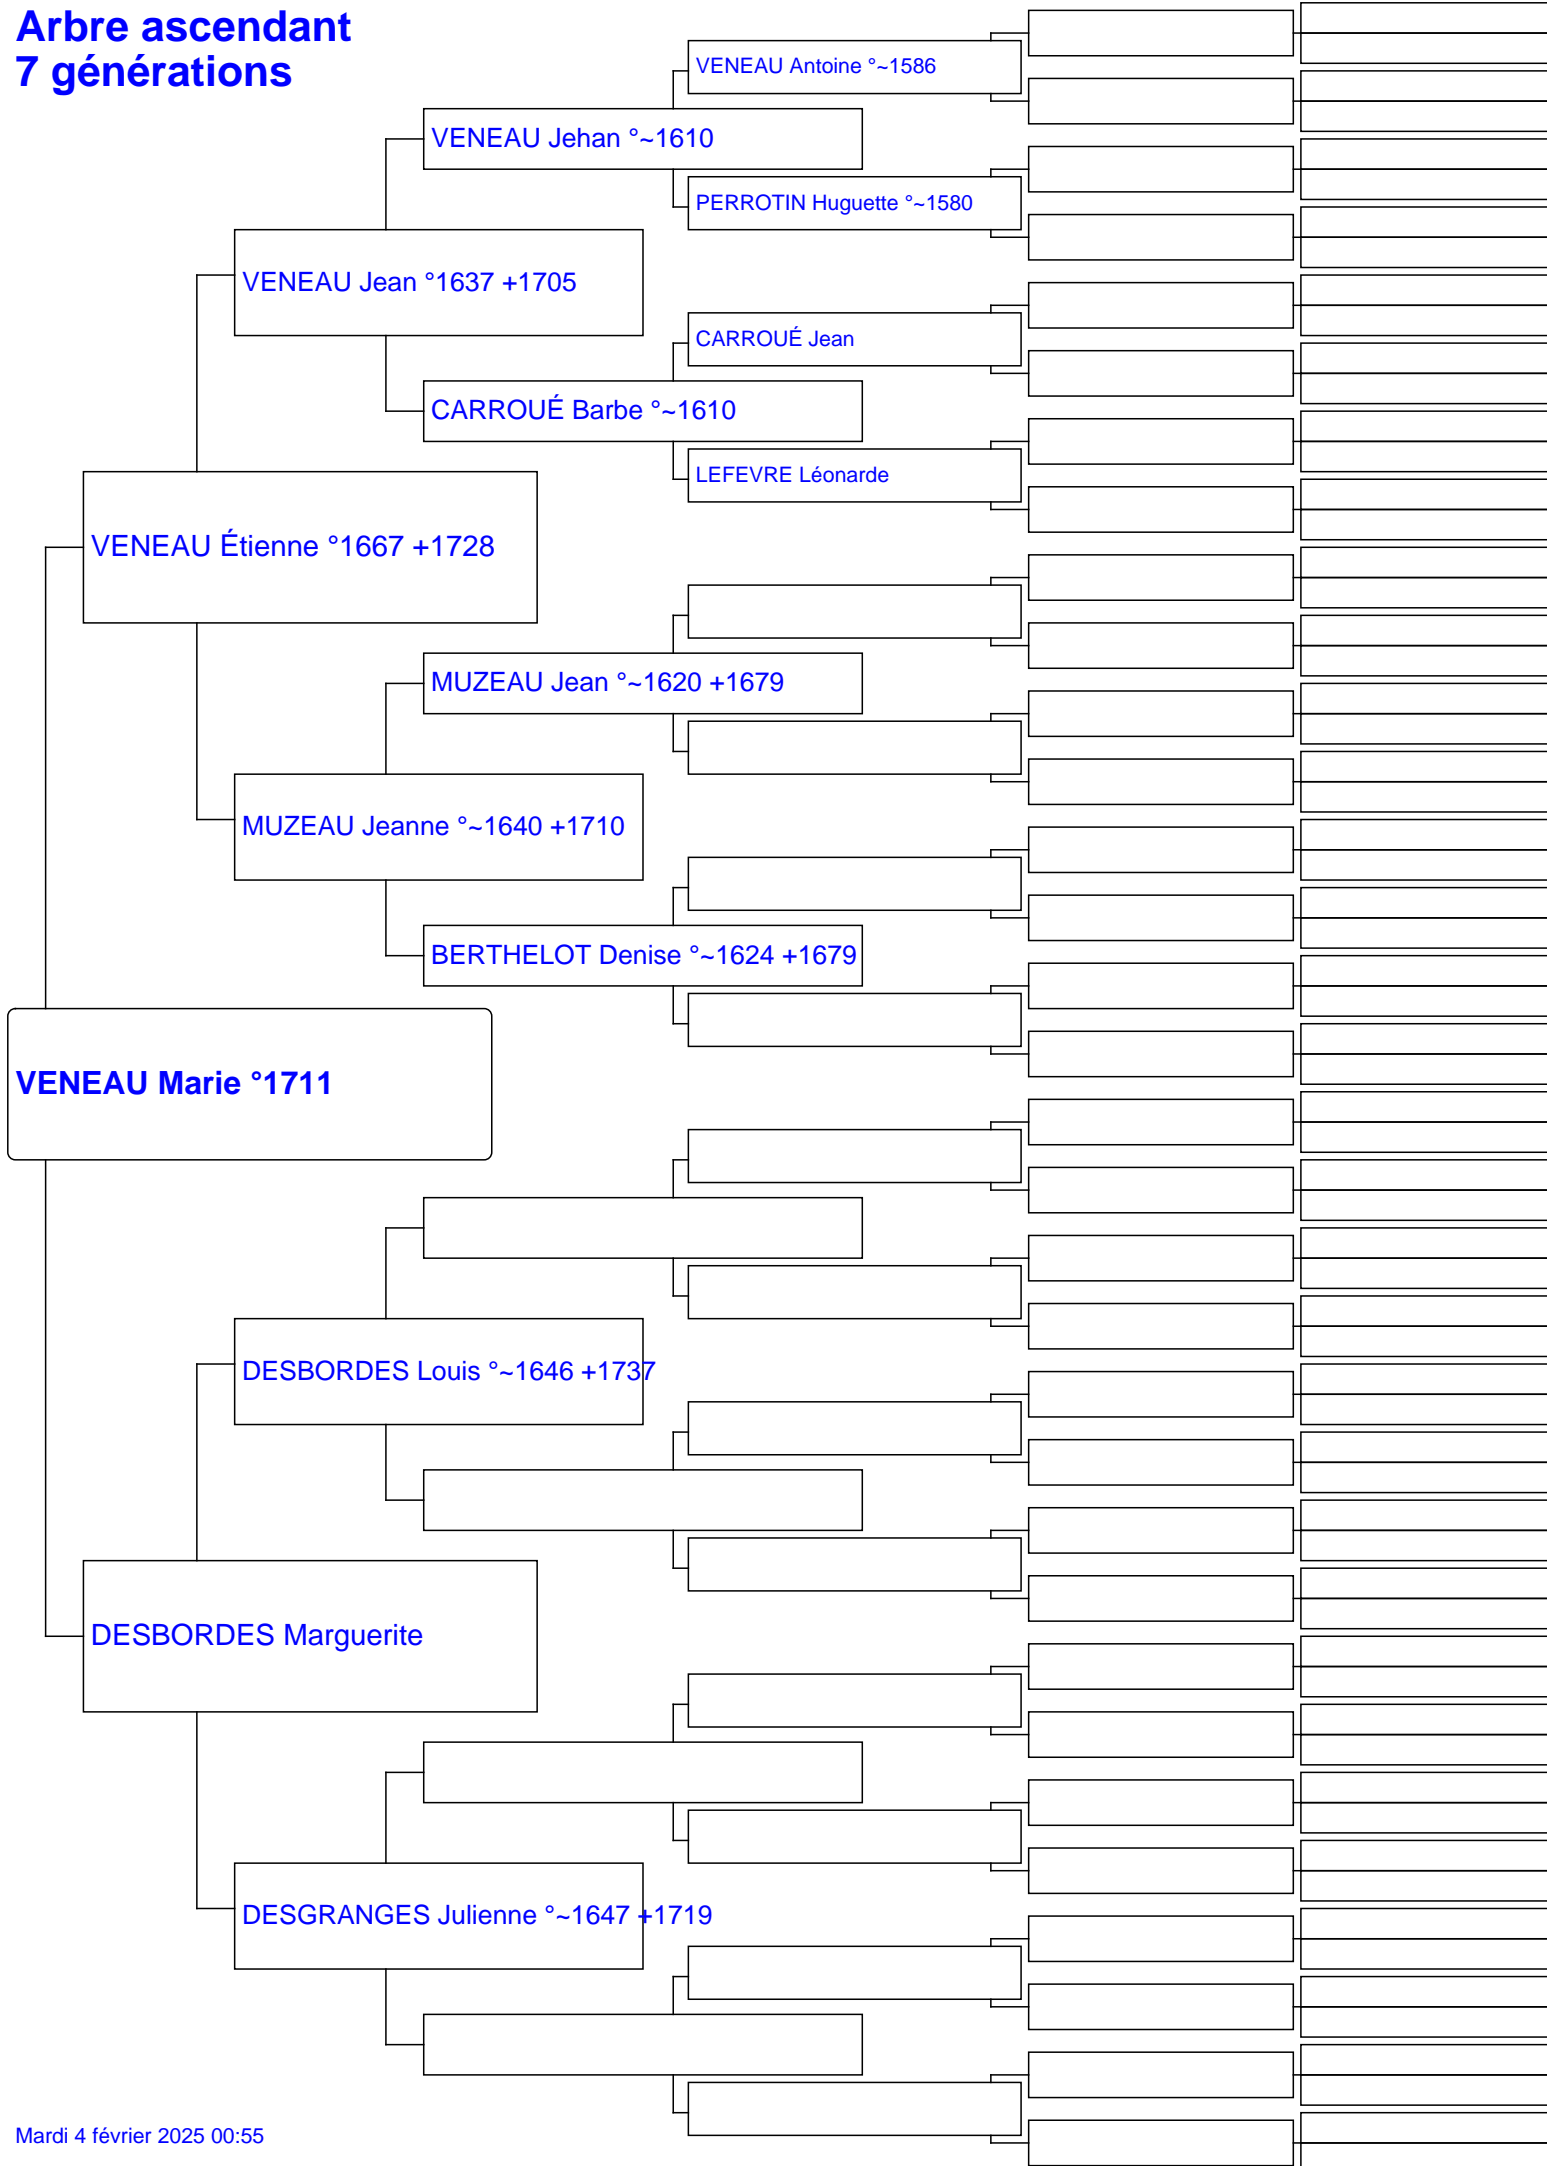 Arbre ascendant
7 générations
VENEAU Antoine °~1586
VENEAU Jehan °~1610
PERROTIN Huguette °~1580
VENEAU Jean °1637 +1705
CARROUÉ Jean
CARROUÉ Barbe °~1610
LEFEVRE Léonarde
VENEAU Étienne °1667 +1728
MUZEAU Jean °~1620 +1679
MUZEAU Jeanne °~1640 +1710
BERTHELOT Denise °~1624 +1679
VENEAU Marie °1711
DESBORDES Louis °~1646 +1737
DESBORDES Marguerite
DESGRANGES Julienne °~1647 +1719
Mardi 4 février 2025 00:55